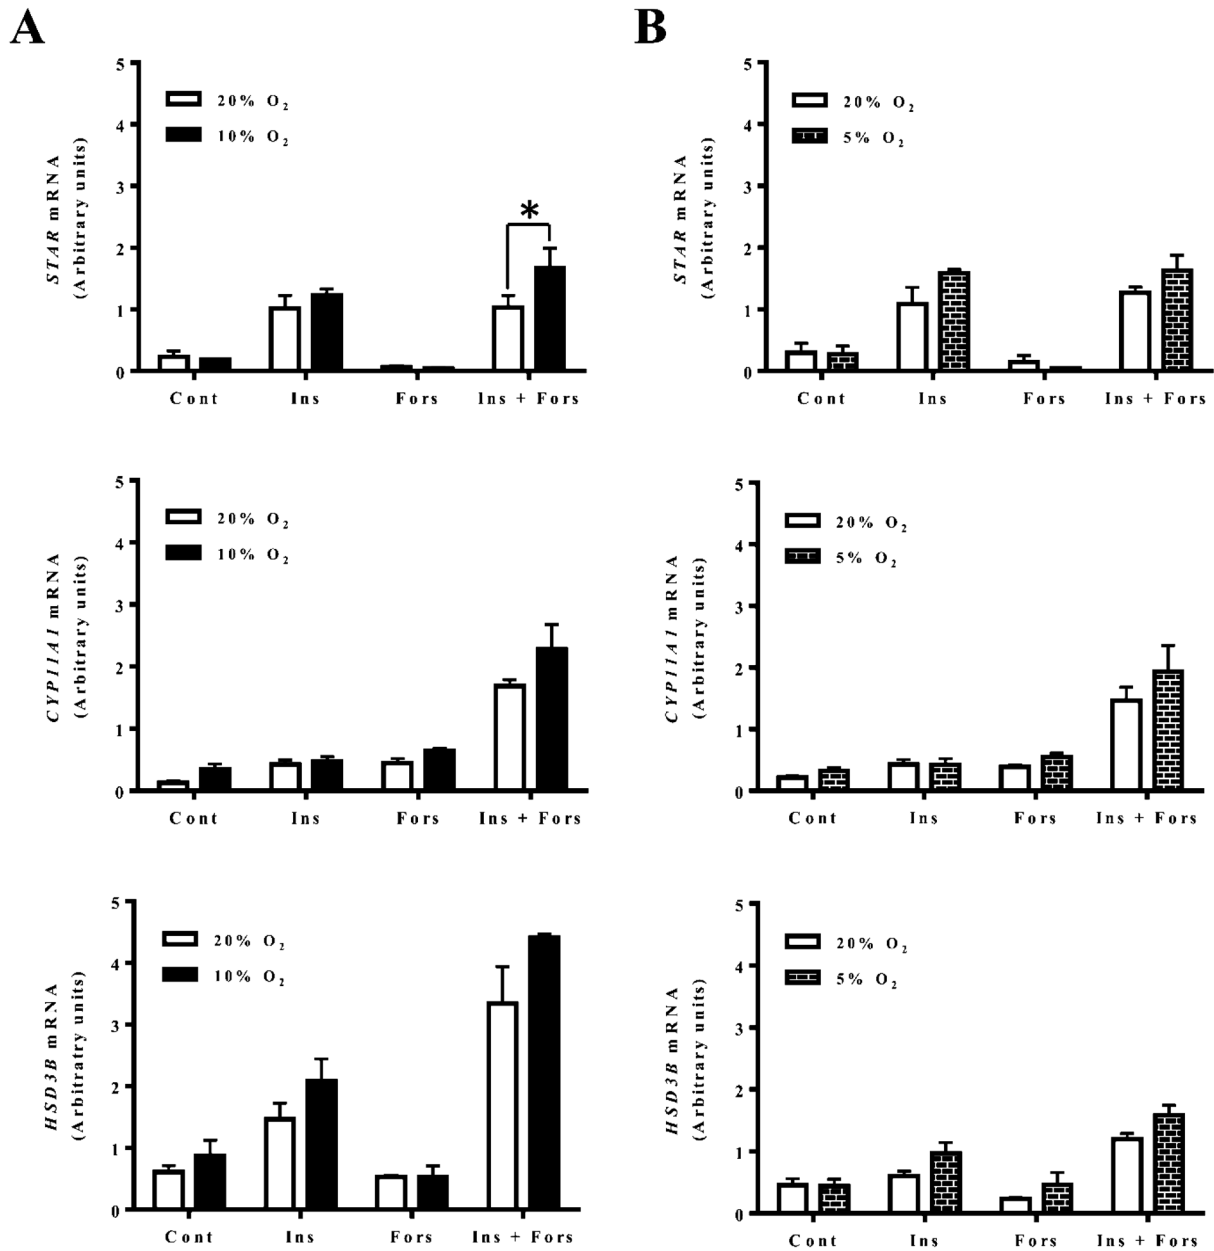 A
B
STAR mRNA
(Arbitrary units)
5
4
3
2
1
0
20% O₂
10% O₂
*
Cont Ins Fors Ins + Fors
STAR mRNA
(Arbitrary units)
5
4
3
2
1
0
20% O₂
5% O₂
Cont Ins Fors Ins + Fors
CYP11A1 mRNA
(Arbitrary units)
5
4
3
2
1
0
20% O₂
10% O₂
Cont Ins Fors Ins + Fors
CYP11A1 mRNA
(Arbitrary units)
5
4
3
2
1
0
20% O₂
5% O₂
Cont Ins Fors Ins + Fors
HSD3B mRNA
(Arbitratry units)
5
4
3
2
1
0
20% O₂
10% O₂
Cont Ins Fors Ins + Fors
HSD3B mRNA
(Arbitrary units)
5
4
3
2
1
0
20% O₂
5% O₂
Cont Ins Fors Ins + Fors